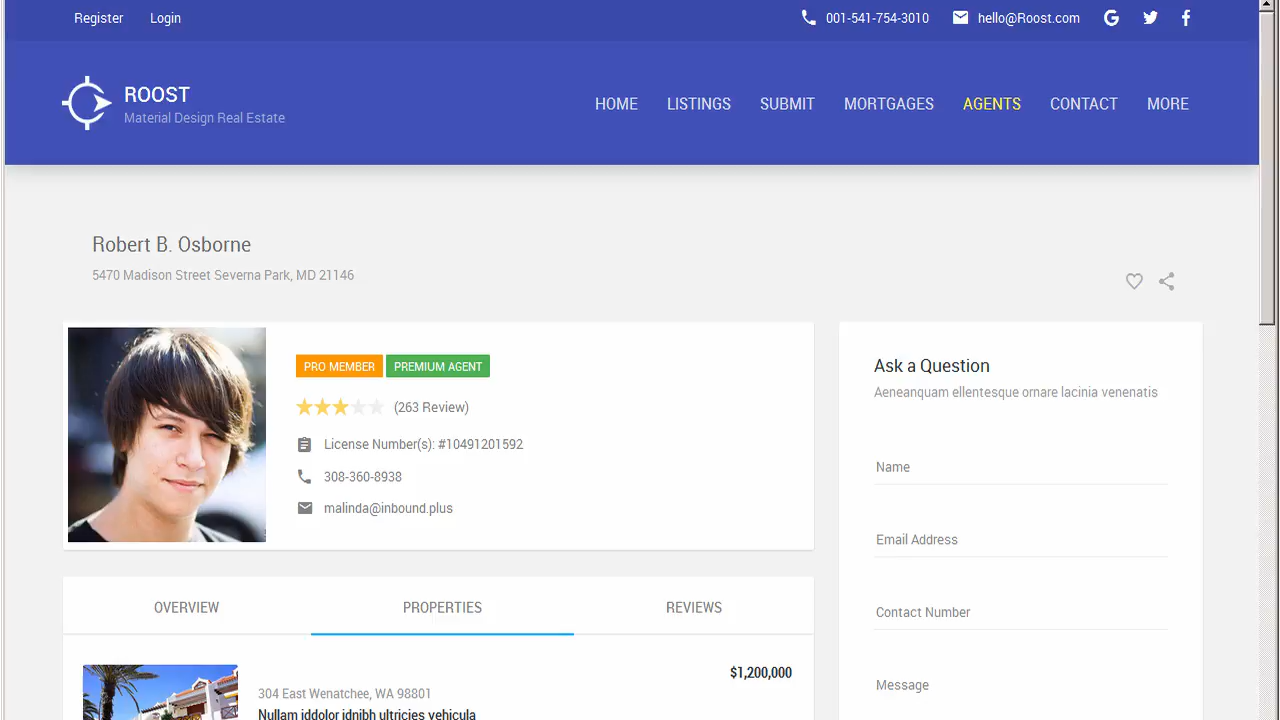 Register Login 001-541-754-3010 hello@Roost.com
ROOST
Material Design Real Estate
HOME LISTINGS SUBMIT MORTGAGES AGENTS CONTACT MORE
Robert B. Osborne
5470 Madison Street Severna Park, MD 21146
PRO MEMBER PREMIUM AGENT
(263 Review)
License Number(s): #10491201592
308-360-8938
malinda@inbound.plus
OVERVIEW PROPERTIES REVIEWS
$1,200,000
304 East Wenatchee, WA 98801
Nullam iddolor idnibh ultricies vehicula
Ask a Question
Aeneanquam ellentesque ornare lacinia venenatis
Name
Email Address
Contact Number
Message